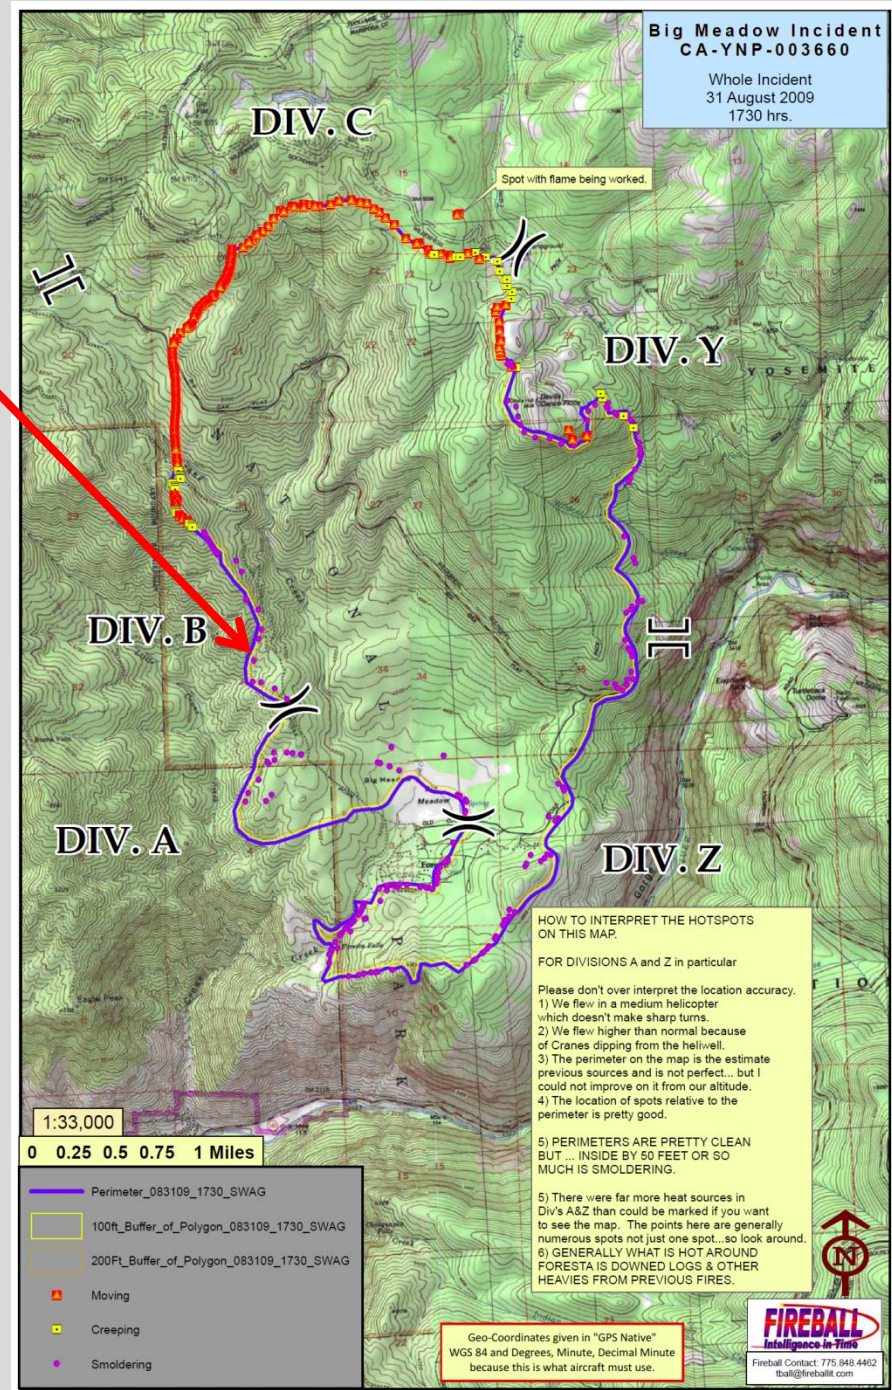 Big Meadow Incident
CA-YNP-003660
Whole Incident
31 August 2009
1730 hrs.
DIV. C
Spot with flame being worked.
DIV. Y
YOSEMITE
NATIONAL
DIV. B
Big Meadow
Meadow
DIV. A
DIV. Z
Foresta Falls
Creek
Eagle Peak
PARK
Turtleback
Dome
HOW TO INTERPRET THE HOTSPOTS
ON THIS MAP.
FOR DIVISIONS A and Z in particular
Please don't over interpret the location accuracy.
1) We flew in a medium helicopter
which doesn't make sharp turns.
2) We flew higher than normal because
of Cranes dipping from the heliwell.
3) The perimeter on the map is the estimate
previous sources and is not perfect... but I
could not improve on it from our altitude.
4) The location of spots relative to the
perimeter is pretty good.
5) PERIMETERS ARE PRETTY CLEAN
BUT ... INSIDE BY 50 FEET OR SO
MUCH IS SMOLDERING.
5) There were far more heat sources in
Div's A&Z than could be marked if you want
to see the map. The points here are generally
numerous spots not just one spot...so look around.
6) GENERALLY WHAT IS HOT AROUND
FORESTA IS DOWNED LOGS & OTHER
HEAVIES FROM PREVIOUS FIRES.
1:33,000
0 0.25 0.5 0.75 1 Miles
Perimeter_083109_1730_SWAG
100ft_Buffer_of_Polygon_083109_1730_SWAG
200Ft_Buffer_of_Polygon_083109_1730_SWAG
Moving
Creeping
Smoldering
Geo-Coordinates given in "GPS Native"
WGS 84 and Degrees, Minute, Decimal Minute
because this is what aircraft must use.
N
FIREBALL
Intelligence-in-Time
Fireball Contact: 775.848.4462
tball@fireballit.com